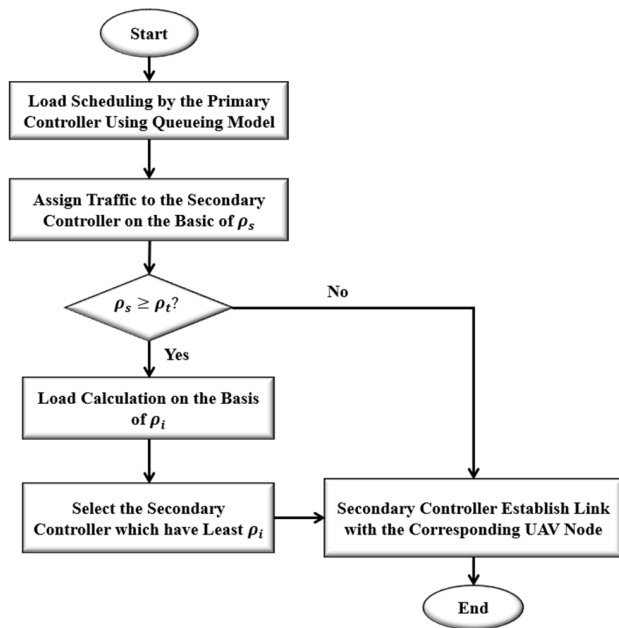 Start
Load Scheduling by the Primary
Controller Using Queueing Model
Assign Traffic to the Secondary
Controller on the Basic of ρₛ
ρₛ ≥ ρₜ?
No
Yes
Load Calculation on the Basis
of ρᵢ
Select the Secondary
Controller which have Least ρᵢ
Secondary Controller Establish Link
with the Corresponding UAV Node
End